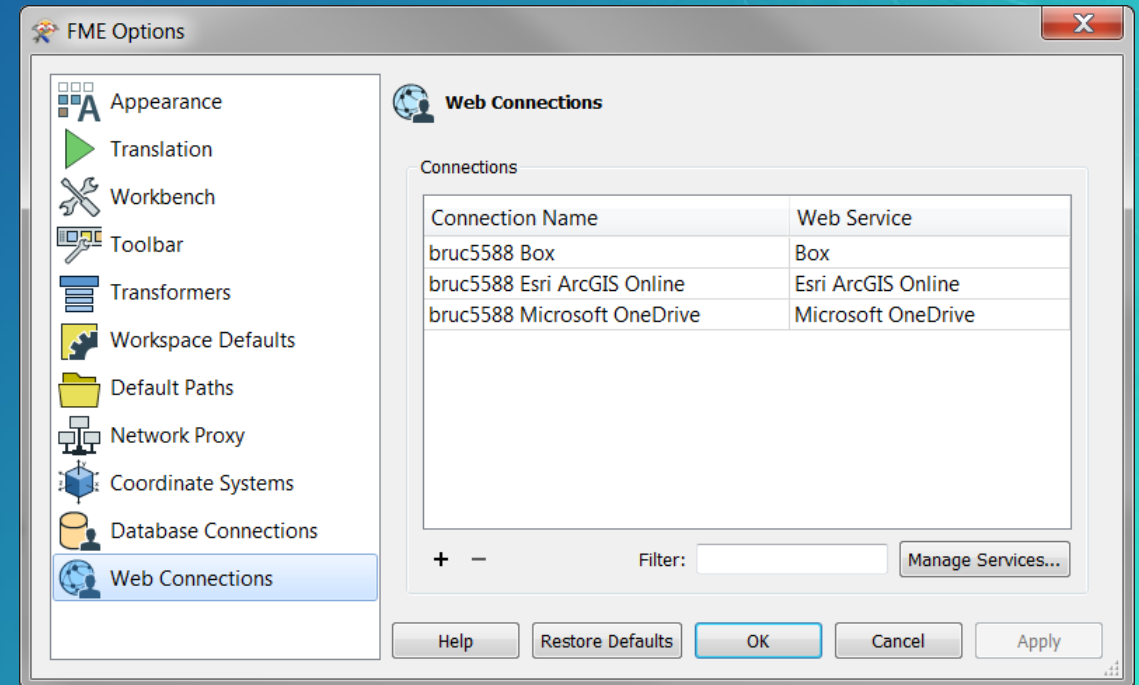 FME Options
Appearance
Translation
Workbench
Toolbar
Transformers
Workspace Defaults
Default Paths
Network Proxy
Coordinate Systems
Database Connections
Web Connections
Web Connections
Connections
Connection Name Web Service
bruc5588 Box Box
bruc5588 Esri ArcGIS Online Esri ArcGIS Online
bruc5588 Microsoft OneDrive Microsoft OneDrive
+ − Filter: Manage Services...
Help Restore Defaults OK Cancel Apply